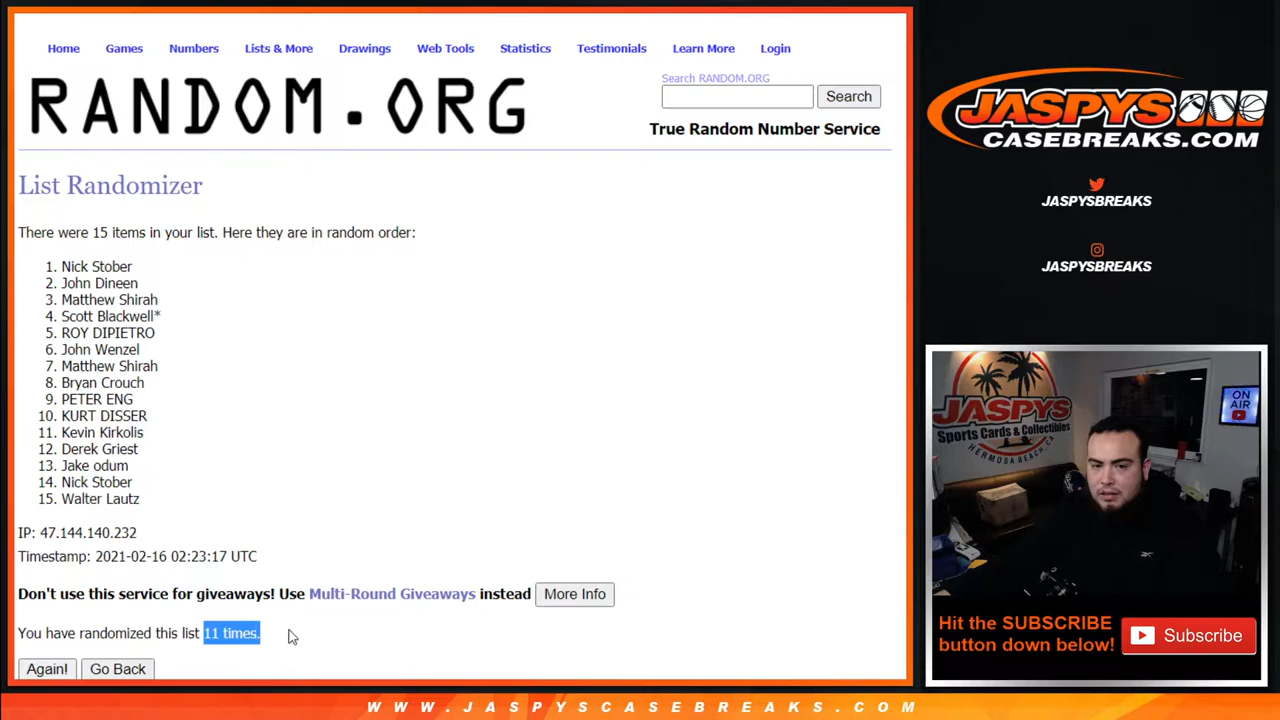 Home Games Numbers Lists & More Drawings Web Tools Statistics Testimonials Learn More Login
RANDOM.ORG
Search RANDOM.ORG
Search
True Random Number Service
List Randomizer
There were 15 items in your list. Here they are in random order:
1. Nick Stober
2. John Dineen
3. Matthew Shirah
4. Scott Blackwell*
5. ROY DIPIETRO
6. John Wenzel
7. Matthew Shirah
8. Bryan Crouch
9. PETER ENG
10. KURT DISSER
11. Kevin Kirkolis
12. Derek Griest
13. Jake odum
14. Nick Stober
15. Walter Lautz
IP: 47.144.140.232
Timestamp: 2021-02-16 02:23:17 UTC
Don't use this service for giveaways! Use Multi-Round Giveaways instead More Info
You have randomized this list 11 times.
Again! Go Back
JASPYS
CASEBREAKS.COM
JASPYSBREAKS
JASPYSBREAKS
JASPYS
Sports Cards & Collectibles
HERMOSA BEACH, CA
ON
AIR
Hit the SUBSCRIBE
button down below!
Subscribe
WWW.JASPYSCASEBREAKS.COM